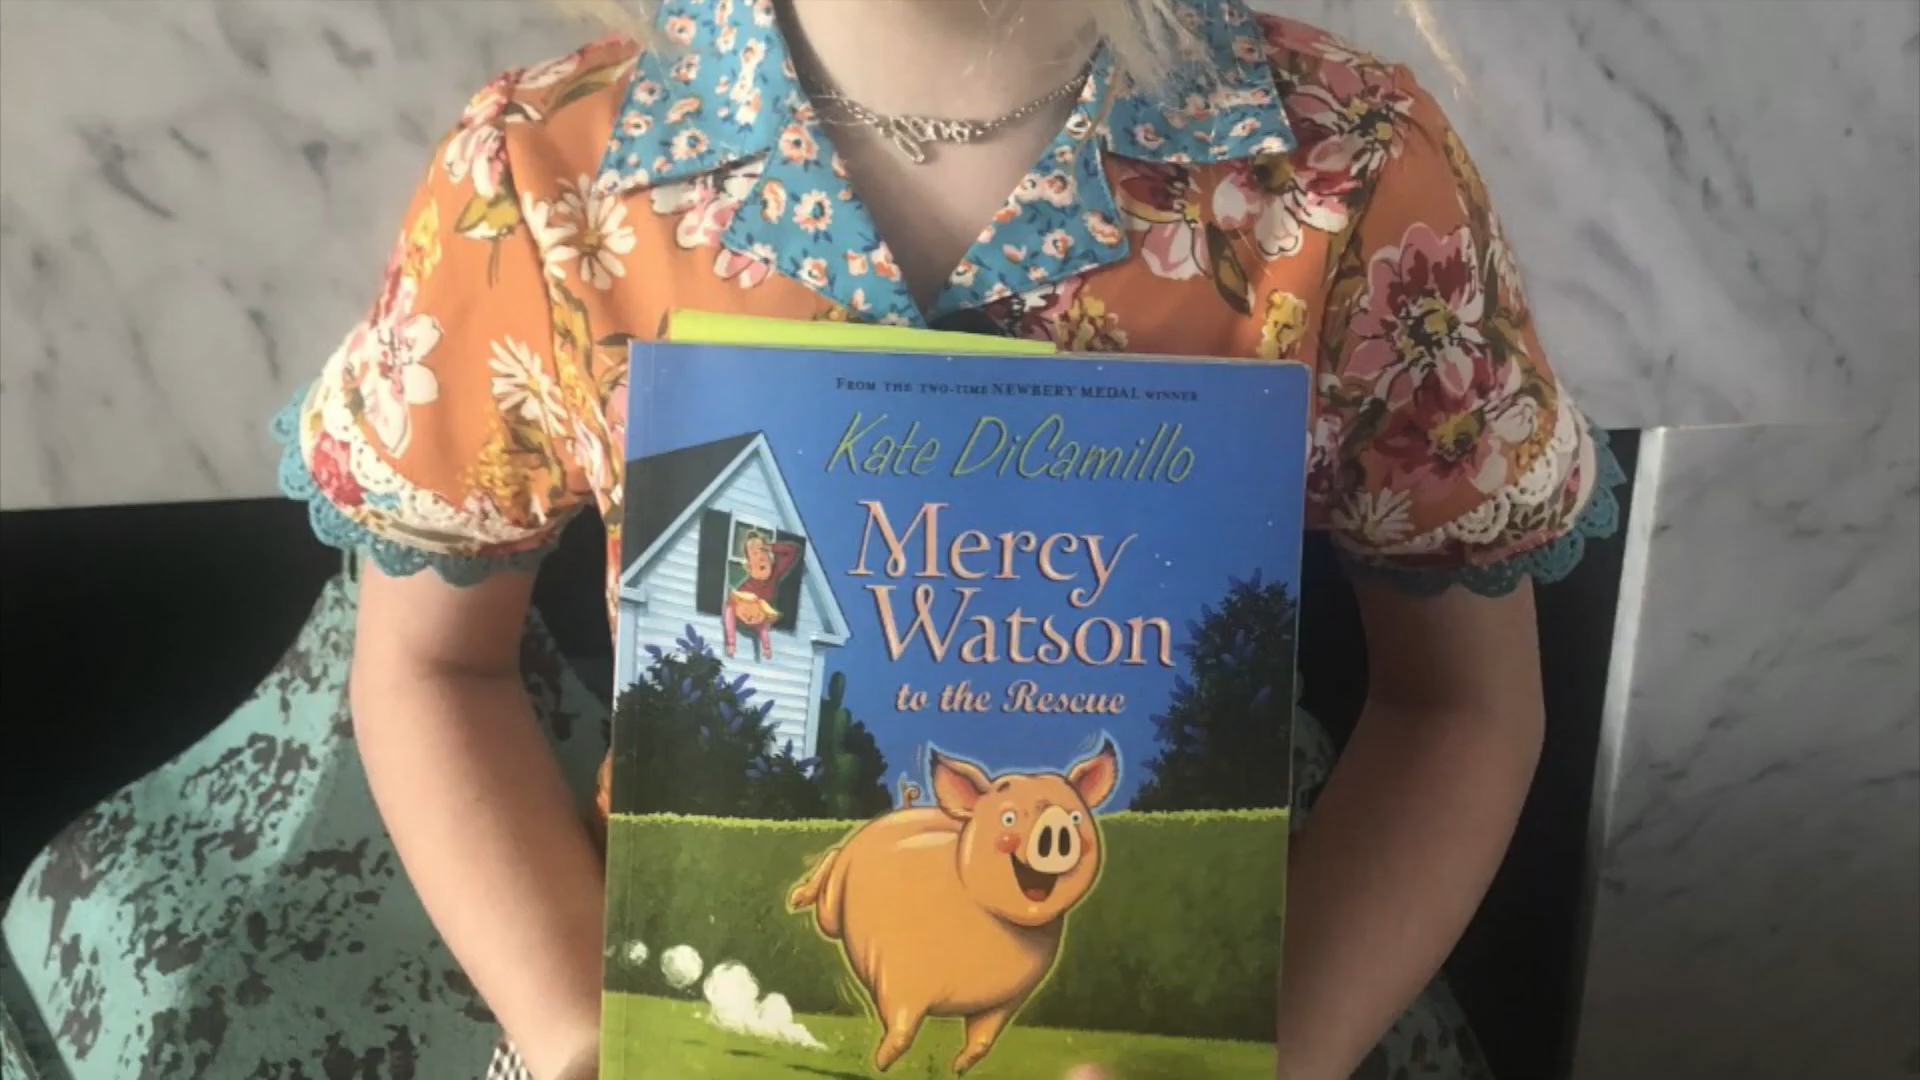 FROM THE TWO-TIME NEWBERY MEDAL WINNER
Kate DiCamillo
Mercy
Watson
to the Rescue